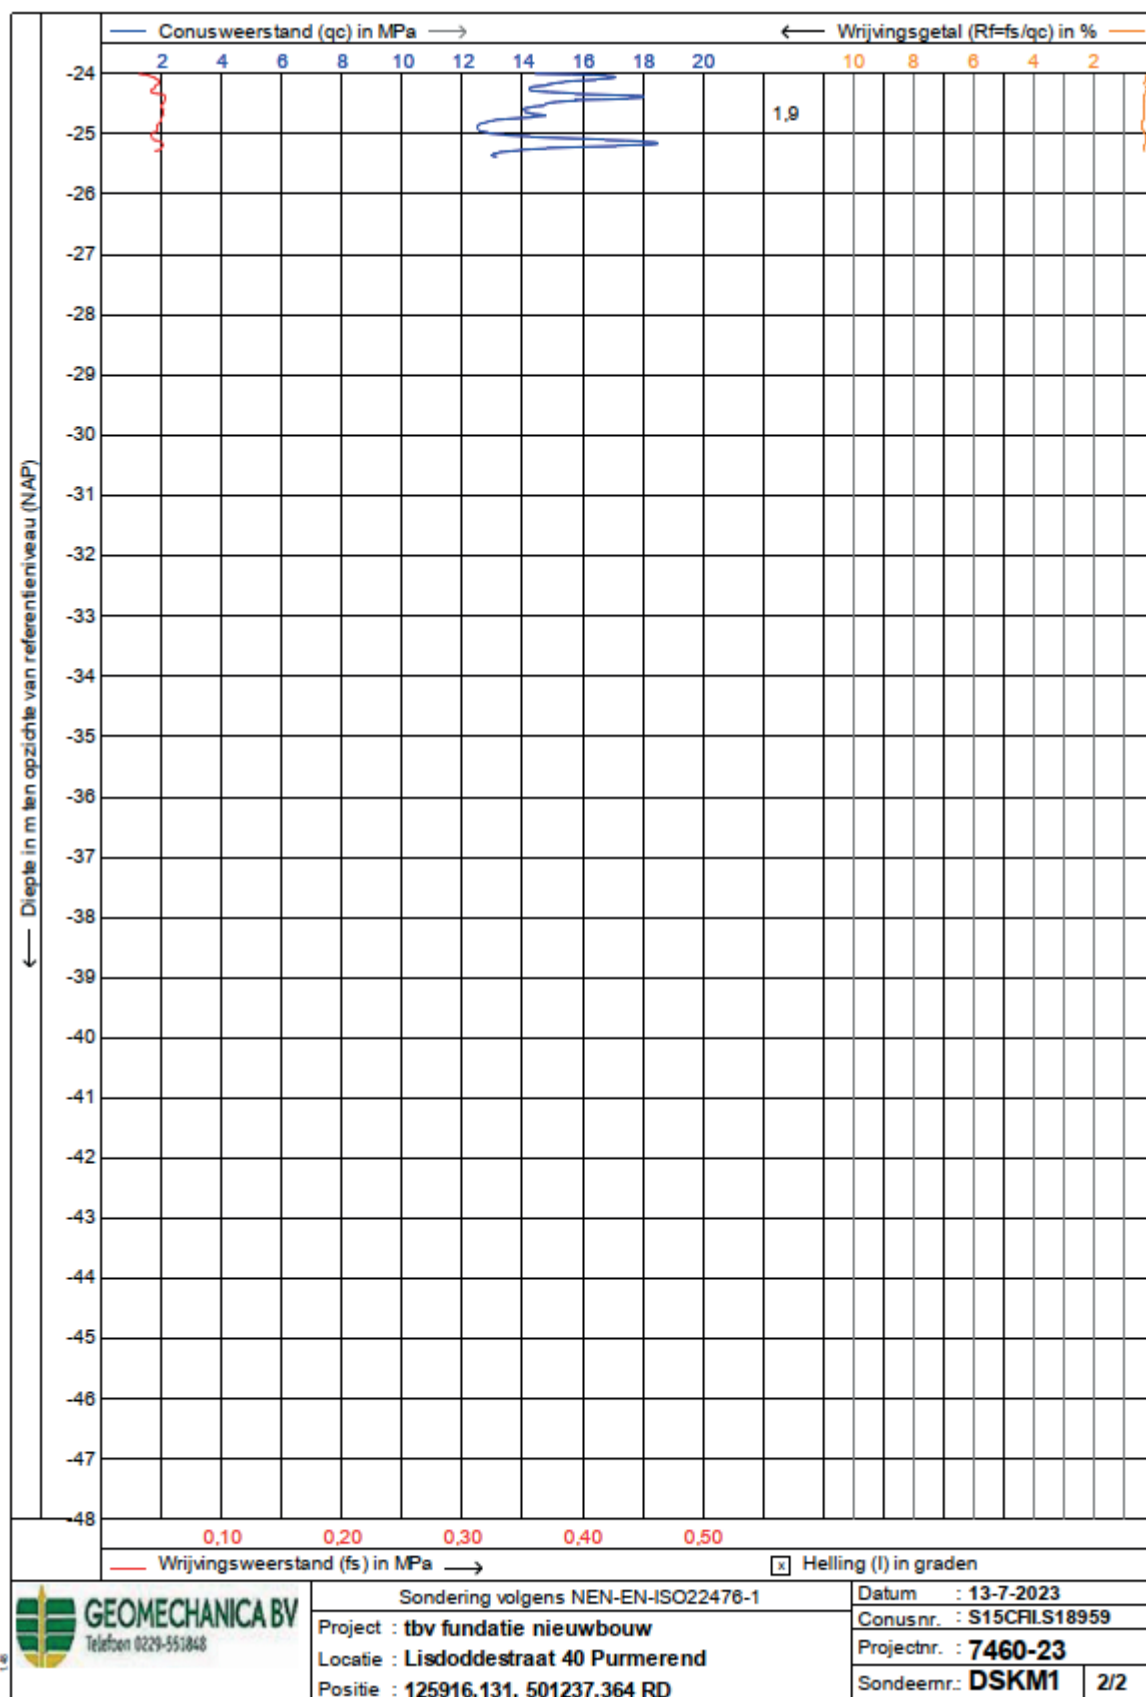 Conusweerstand (qc) in MPa
Wrijvingsgetal (Rf=fs/qc) in %
2 4 6 8 10 12 14 16 18 20 10 8 6 4 2
-24
1,9
-25
-26
-27
-28
-29
-30
-31
-32
-33
-34
-35
-36
-37
-38
-39
-40
-41
-42
-43
-44
-45
-46
-47
-48
Diepte in m ten opzichte van referentieniveau (NAP)
0,10 0,20 0,30 0,40 0,50
Wrijvingsweerstand (fs) in MPa
x Helling (I) in graden
GEOMECHANICA BV
Telefoon 0229-551848
Sondering volgens NEN-EN-ISO22476-1
Project : tbv fundatie nieuwbouw
Locatie : Lisdoddestraat 40 Purmerend
Positie : 125916.131, 501237.364 RD
Datum : 13-7-2023
Conusnr. : S15CFII.S18959
Projectnr. : 7460-23
Sondeernr.: DSKM1 2/2